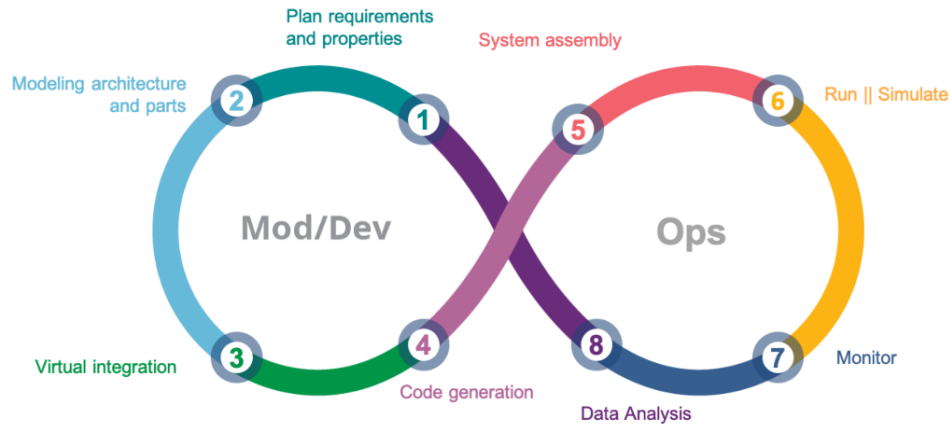 Plan requirements
and properties
System assembly
Modeling architecture
and parts
2
1
5
6
Run || Simulate
Mod/Dev
Ops
3
4
8
7
Virtual integration
Code generation
Data Analysis
Monitor